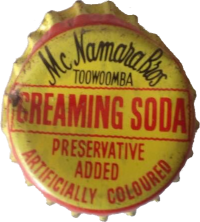 McNamara Bros
TOOWOOMBA
CREAMING SODA
PRESERVATIVE
ADDED
ARTIFICIALLY COLOURED